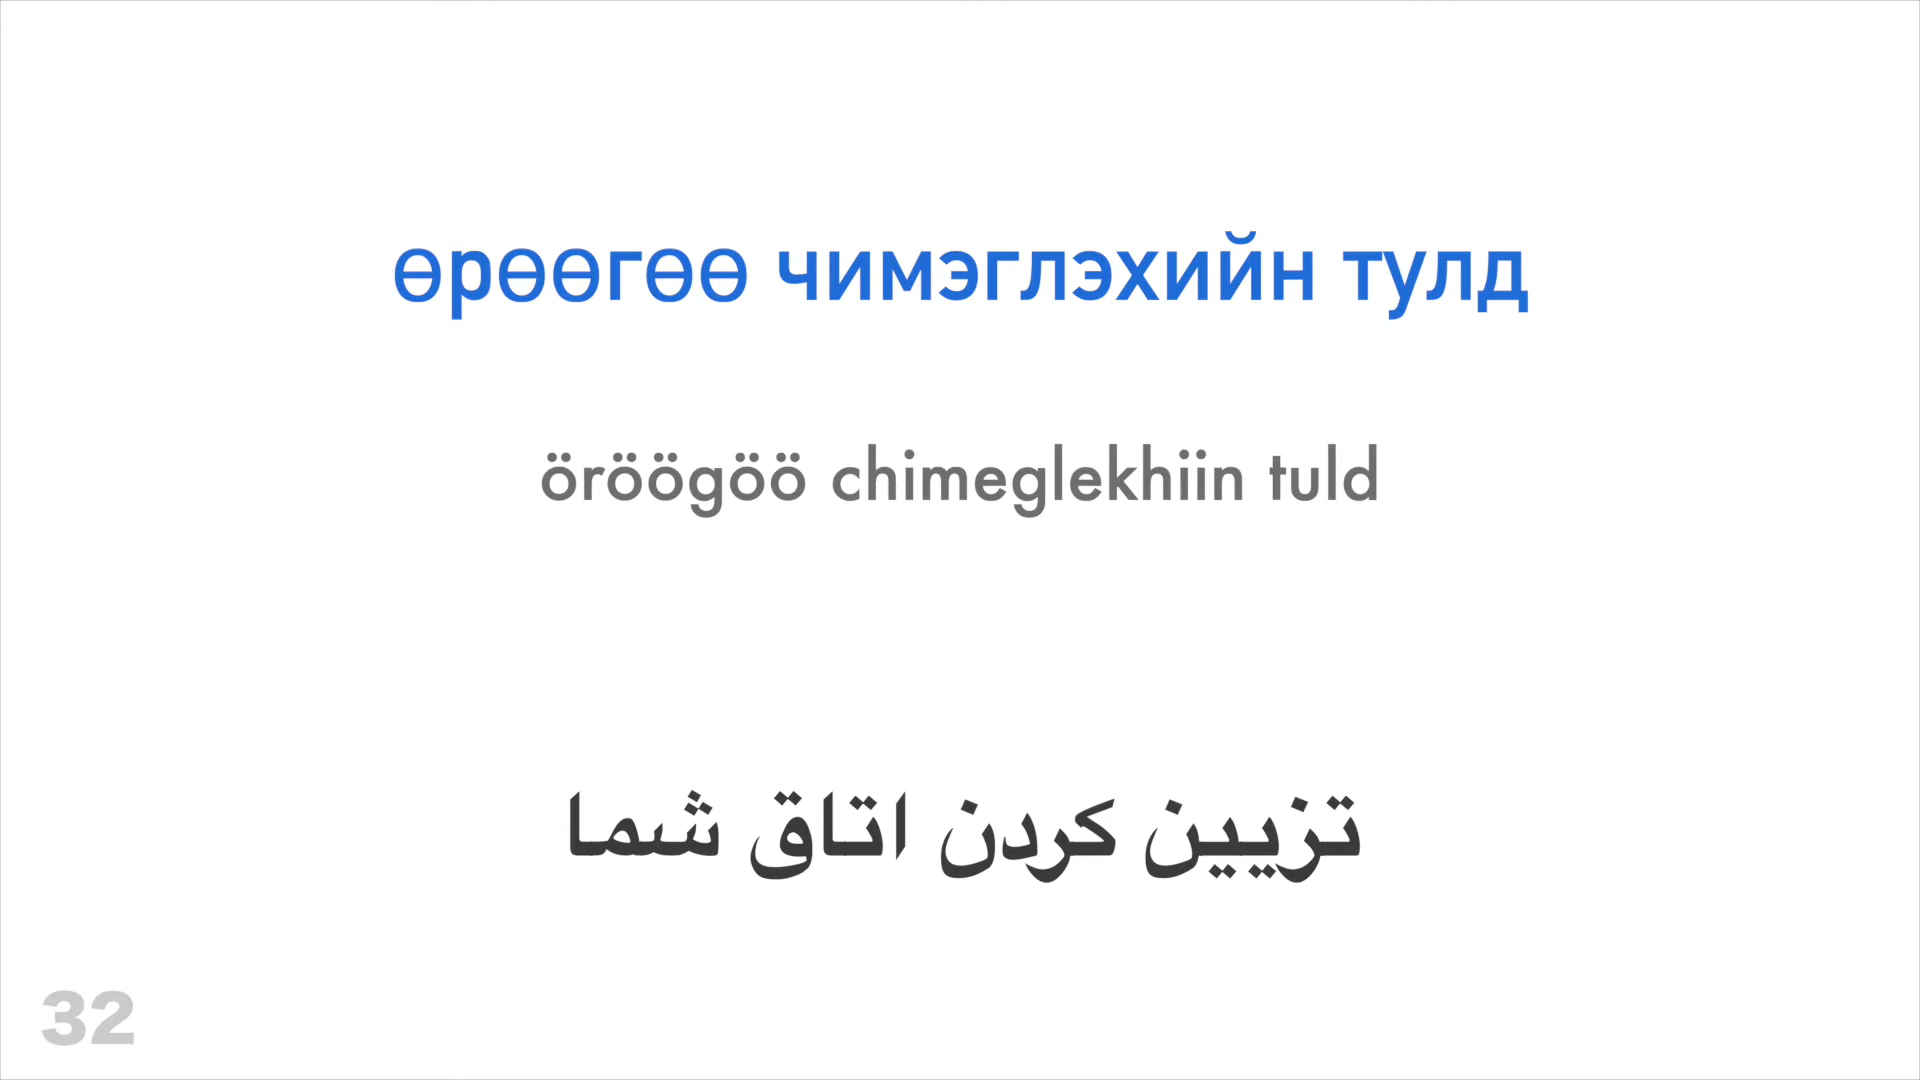 өрөөгөө чимэглэхийн тулд
öröögöö chimeglekhiin tuld
تزیین کردن اتاق شما
32